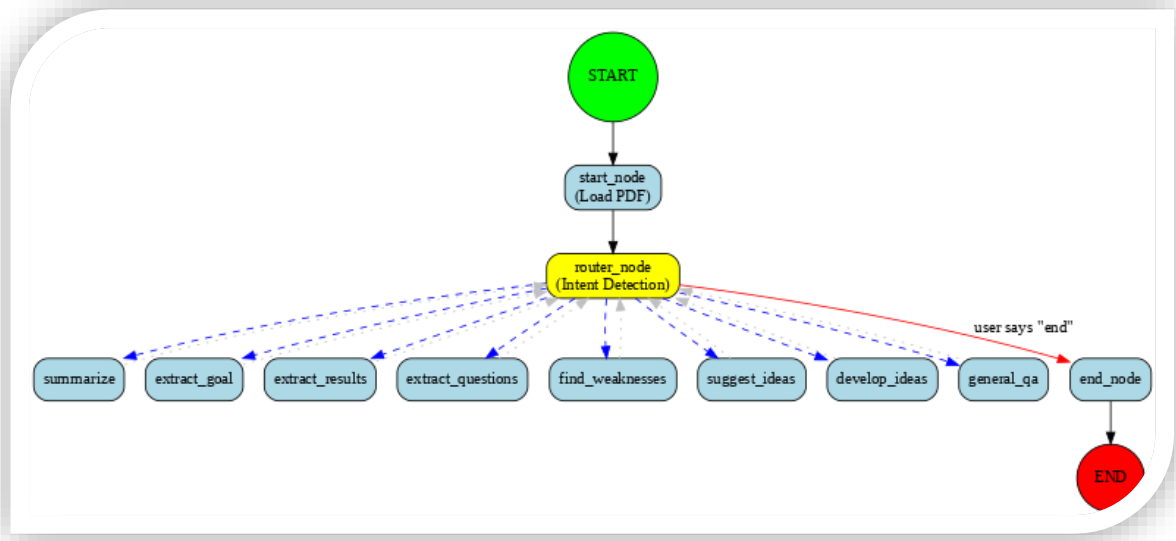 START
start_node
(Load PDF)
router_node
(Intent Detection)
user says "end"
summarize
extract_goal
extract_results
extract_questions
find_weaknesses
suggest_ideas
develop_ideas
general_qa
end_node
END